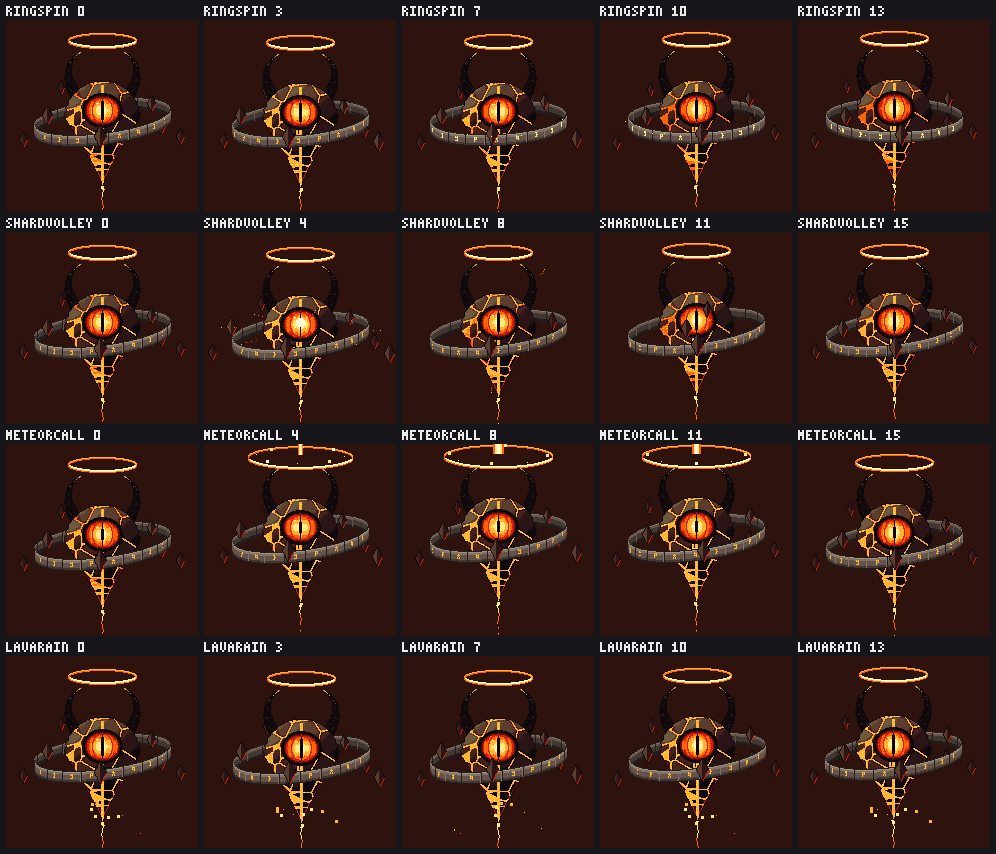 RINGSPIN 0 RINGSPIN 3 RINGSPIN 7 RINGSPIN 10 RINGSPIN 13
SHARDVOLLEY 0 SHARDVOLLEY 4 SHARDVOLLEY 8 SHARDVOLLEY 11 SHARDVOLLEY 15
METEORCALL 0 METEORCALL 4 METEORCALL 8 METEORCALL 11 METEORCALL 15
LAVARAIN 0 LAVARAIN 3 LAVARAIN 7 LAVARAIN 10 LAVARAIN 13